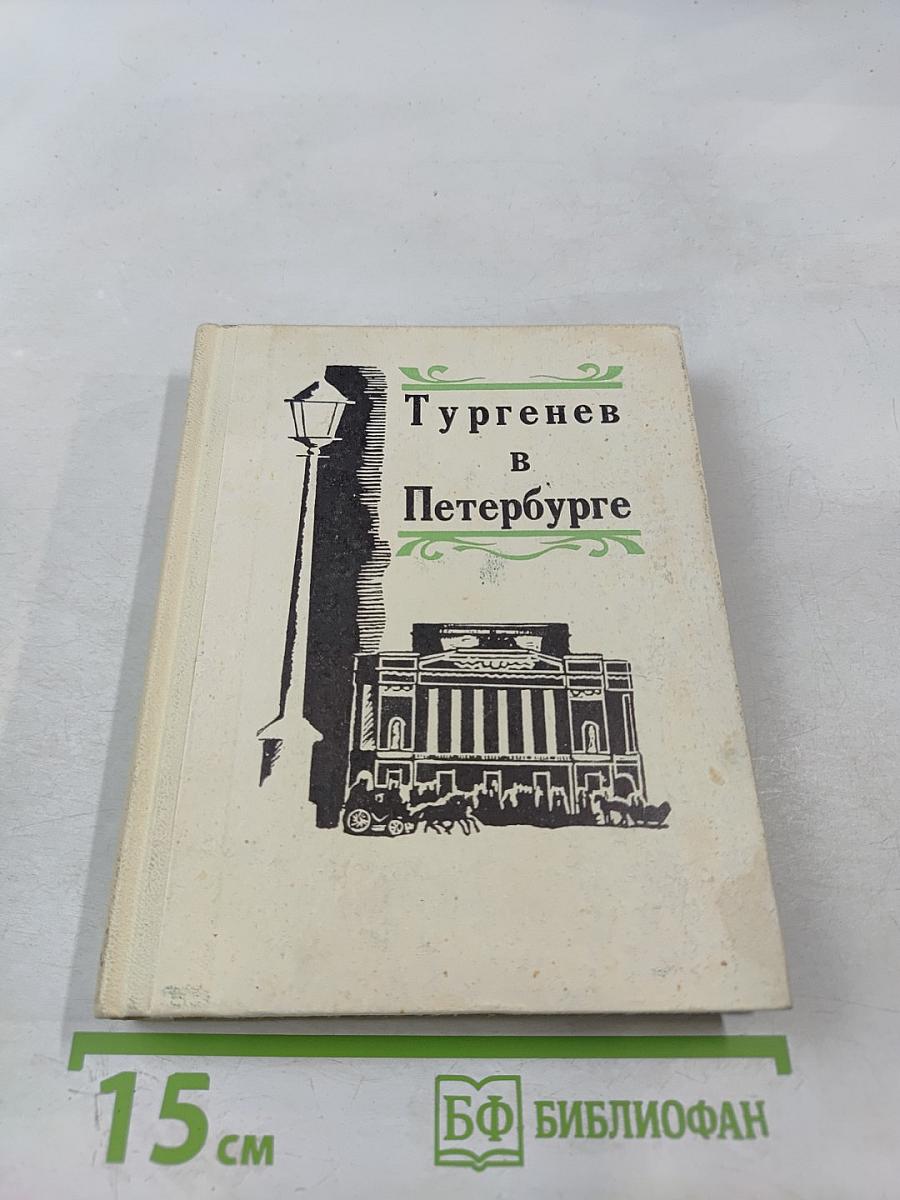 Тургенев
в
Петербурге
15 см
БФ БИБЛИОФАН